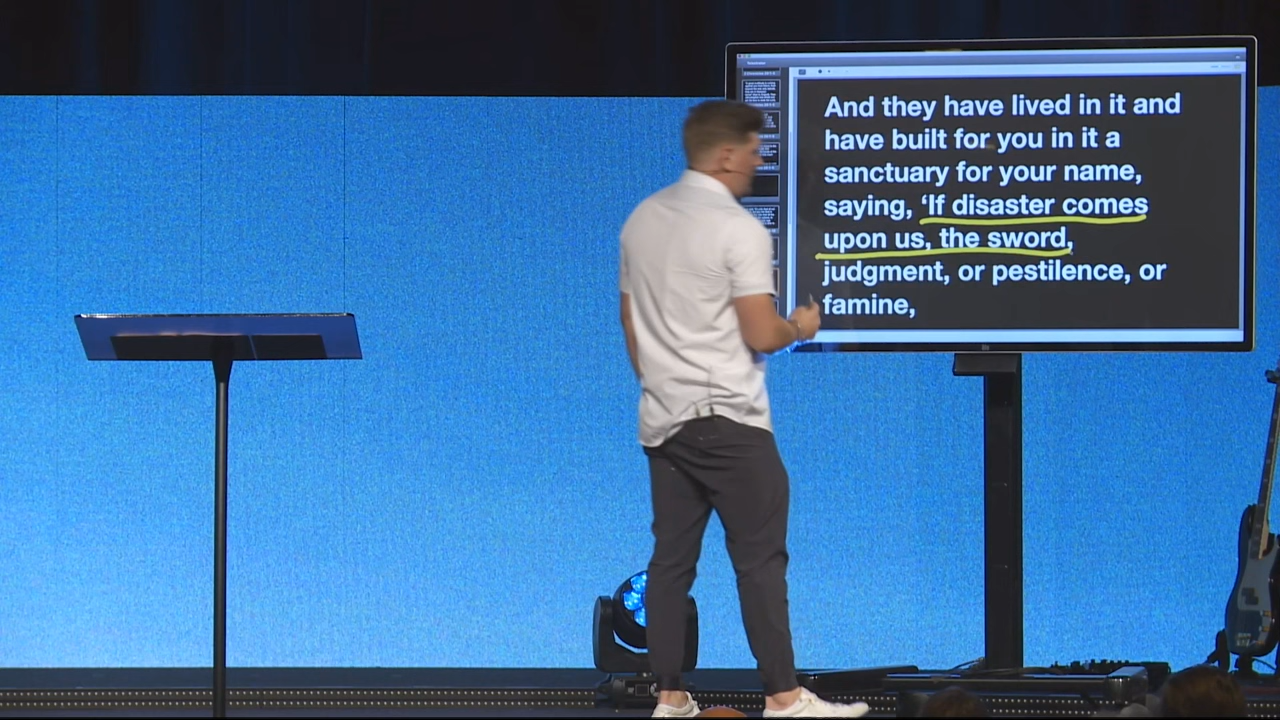 And they have lived in it and
have built for you in it a
sanctuary for your name,
saying, ‘If disaster comes
upon us, the sword,
judgment, or pestilence, or
famine,